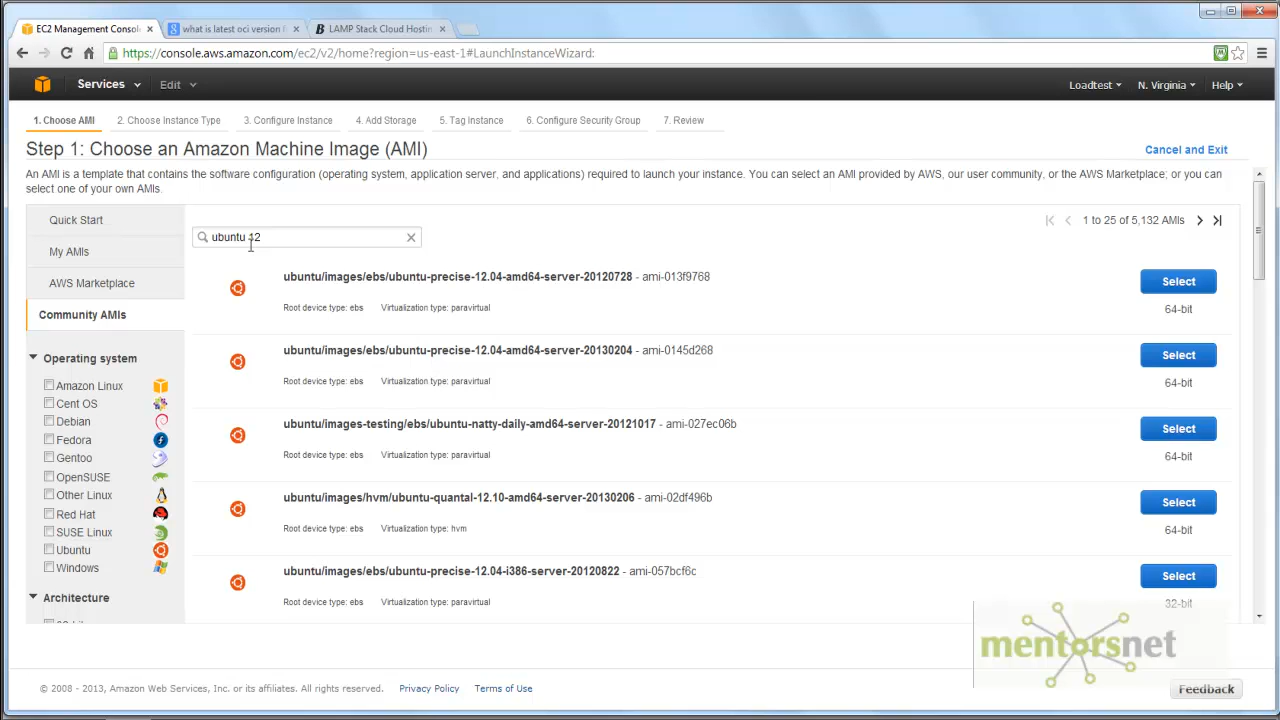 EC2 Management Consol
what is latest oci version f
LAMP Stack Cloud Hostin
https://console.aws.amazon.com/ec2/v2/home?region=us-east-1#LaunchInstanceWizard:
Services Edit Loadtest N. Virginia Help
1. Choose AMI 2. Choose Instance Type 3. Configure Instance 4. Add Storage 5. Tag Instance 6. Configure Security Group 7. Review
Step 1: Choose an Amazon Machine Image (AMI)
Cancel and Exit
An AMI is a template that contains the software configuration (operating system, application server, and applications) required to launch your instance. You can select an AMI provided by AWS, our user community, or the AWS Marketplace; or you can
select one of your own AMIs.
Quick Start
My AMIs
AWS Marketplace
Community AMIs
Operating system
Amazon Linux
Cent OS
Debian
Fedora
Gentoo
OpenSUSE
Other Linux
Red Hat
SUSE Linux
Ubuntu
Windows
Architecture
ubuntu 12
1 to 25 of 5,132 AMIs
ubuntu/images/ebs/ubuntu-precise-12.04-amd64-server-20120728 - ami-013f9768
Select
Root device type: ebs Virtualization type: paravirtual
64-bit
ubuntu/images/ebs/ubuntu-precise-12.04-amd64-server-20130204 - ami-0145d268
Select
Root device type: ebs Virtualization type: paravirtual
64-bit
ubuntu/images-testing/ebs/ubuntu-natty-daily-amd64-server-20121017 - ami-027ec06b
Select
Root device type: ebs Virtualization type: paravirtual
64-bit
ubuntu/images/hvm/ubuntu-quantal-12.10-amd64-server-20130206 - ami-02df496b
Select
Root device type: ebs Virtualization type: hvm
64-bit
ubuntu/images/ebs/ubuntu-precise-12.04-i386-server-20120822 - ami-057bcf6c
Select
Root device type: ebs Virtualization type: paravirtual
32-bit
mentorsnet
© 2008 - 2013, Amazon Web Services, Inc. or its affiliates. All rights reserved. Privacy Policy Terms of Use
Feedback